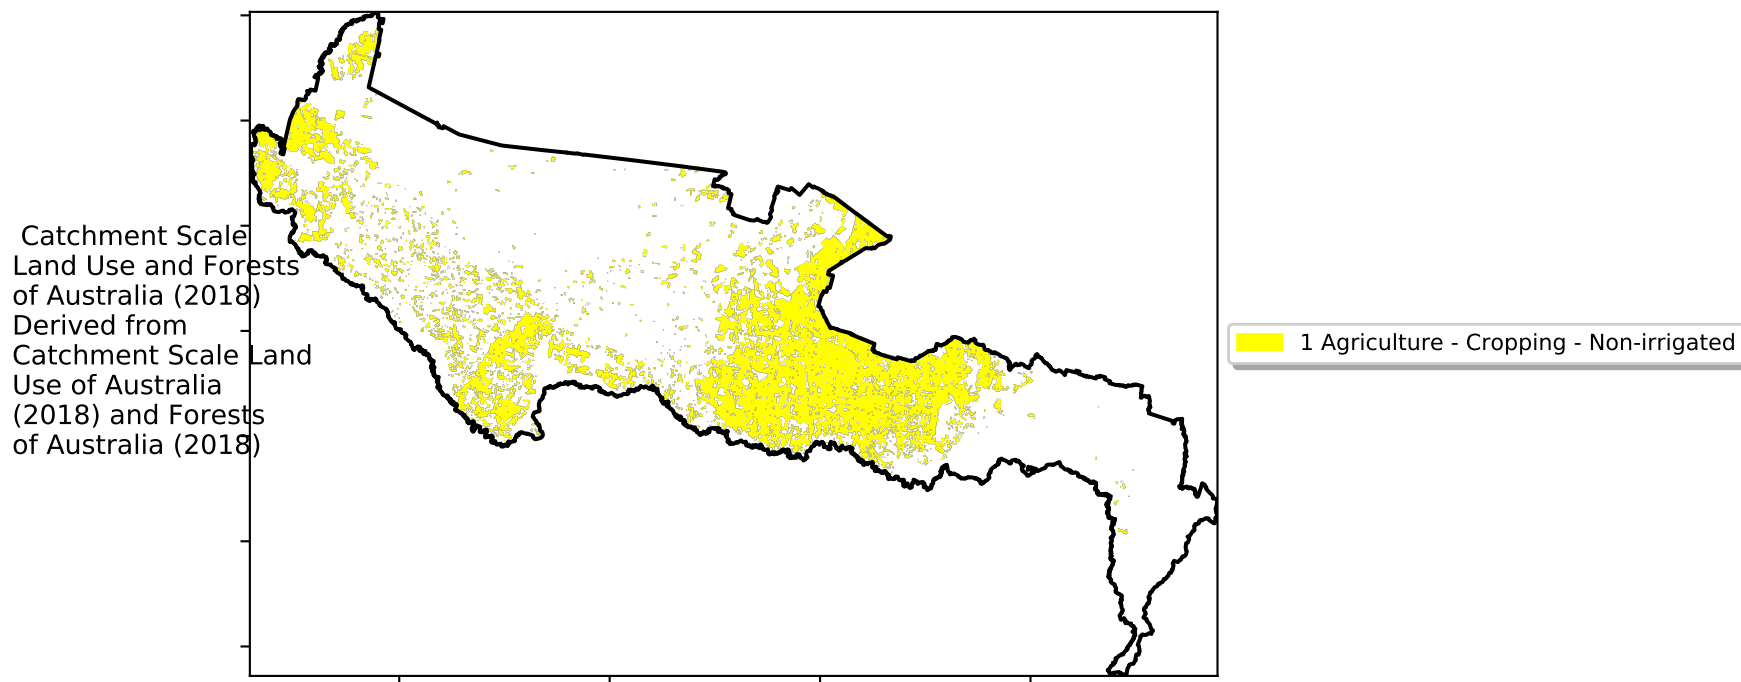 Catchment Scale
Land Use and Forests
of Australia (2018)
Derived from
Catchment Scale Land
Use of Australia
(2018) and Forests
of Australia (2018)
1 Agriculture - Cropping - Non-irrigated